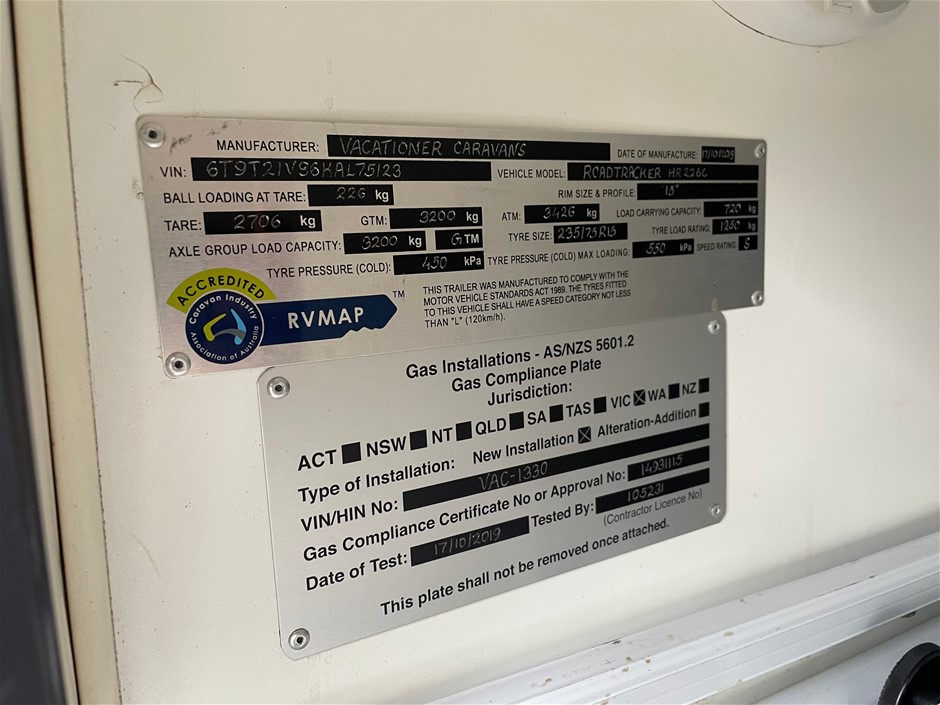 MANUFACTURER: VACATIONER CARAVANS DATE OF MANUFACTURE: 17/10/2019
VIN: 6T9T21V96KAL75123 VEHICLE MODEL: ROADTRACKER HR226C
BALL LOADING AT TARE: 226 kg RIM SIZE & PROFILE: 15"
TARE: 2706 kg GTM: 3200 kg ATM: 3426 kg LOAD CARRYING CAPACITY: 720 kg
AXLE GROUP LOAD CAPACITY: 3200 kg GTM TYRE SIZE: 235/75R15 TYRE LOAD RATING: 1250 kg
TYRE PRESSURE (COLD): 450 kPa TYRE PRESSURE (COLD) MAX LOADING: 550 kPa SPEED RATING: S
ACCREDITED
Caravan Industry
Association of Australia
RVMAP ™
THIS TRAILER WAS MANUFACTURED TO COMPLY WITH THE
MOTOR VEHICLE STANDARDS ACT 1989. THE TYRES FITTED
TO THIS VEHICLE SHALL HAVE A SPEED CATEGORY NOT LESS
THAN "L" (120km/h).
Gas Installations - AS/NZS 5601.2
Gas Compliance Plate
Jurisdiction:
ACT NSW NT QLD SA TAS VIC WA NZ
Type of Installation: New Installation Alteration-Addition
VIN/HIN No: VAC-1330
Gas Compliance Certificate No or Approval No: 14931115
Date of Test: 17/10/2019 Tested By: 105231
(Contractor Licence No)
This plate shall not be removed once attached.